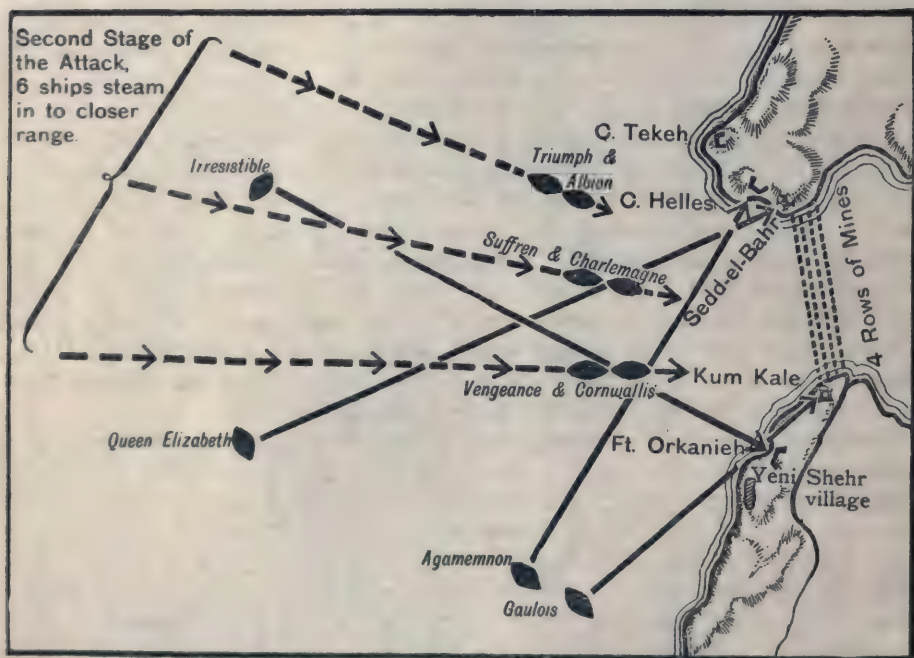 Second Stage of
the Attack,
6 ships steam
in to closer
range.
Irresistible
Triumph &
Albion
C. Tekeh
C. Helles
Suffren & Charlemagne
Sedd-el-Bahr
4 Rows of Mines
Vengeance & Cornwallis
Kum Kale
Queen Elizabeth
Ft. Orkanieh
Yeni Shehr
village
Agamemnon
Gaulois